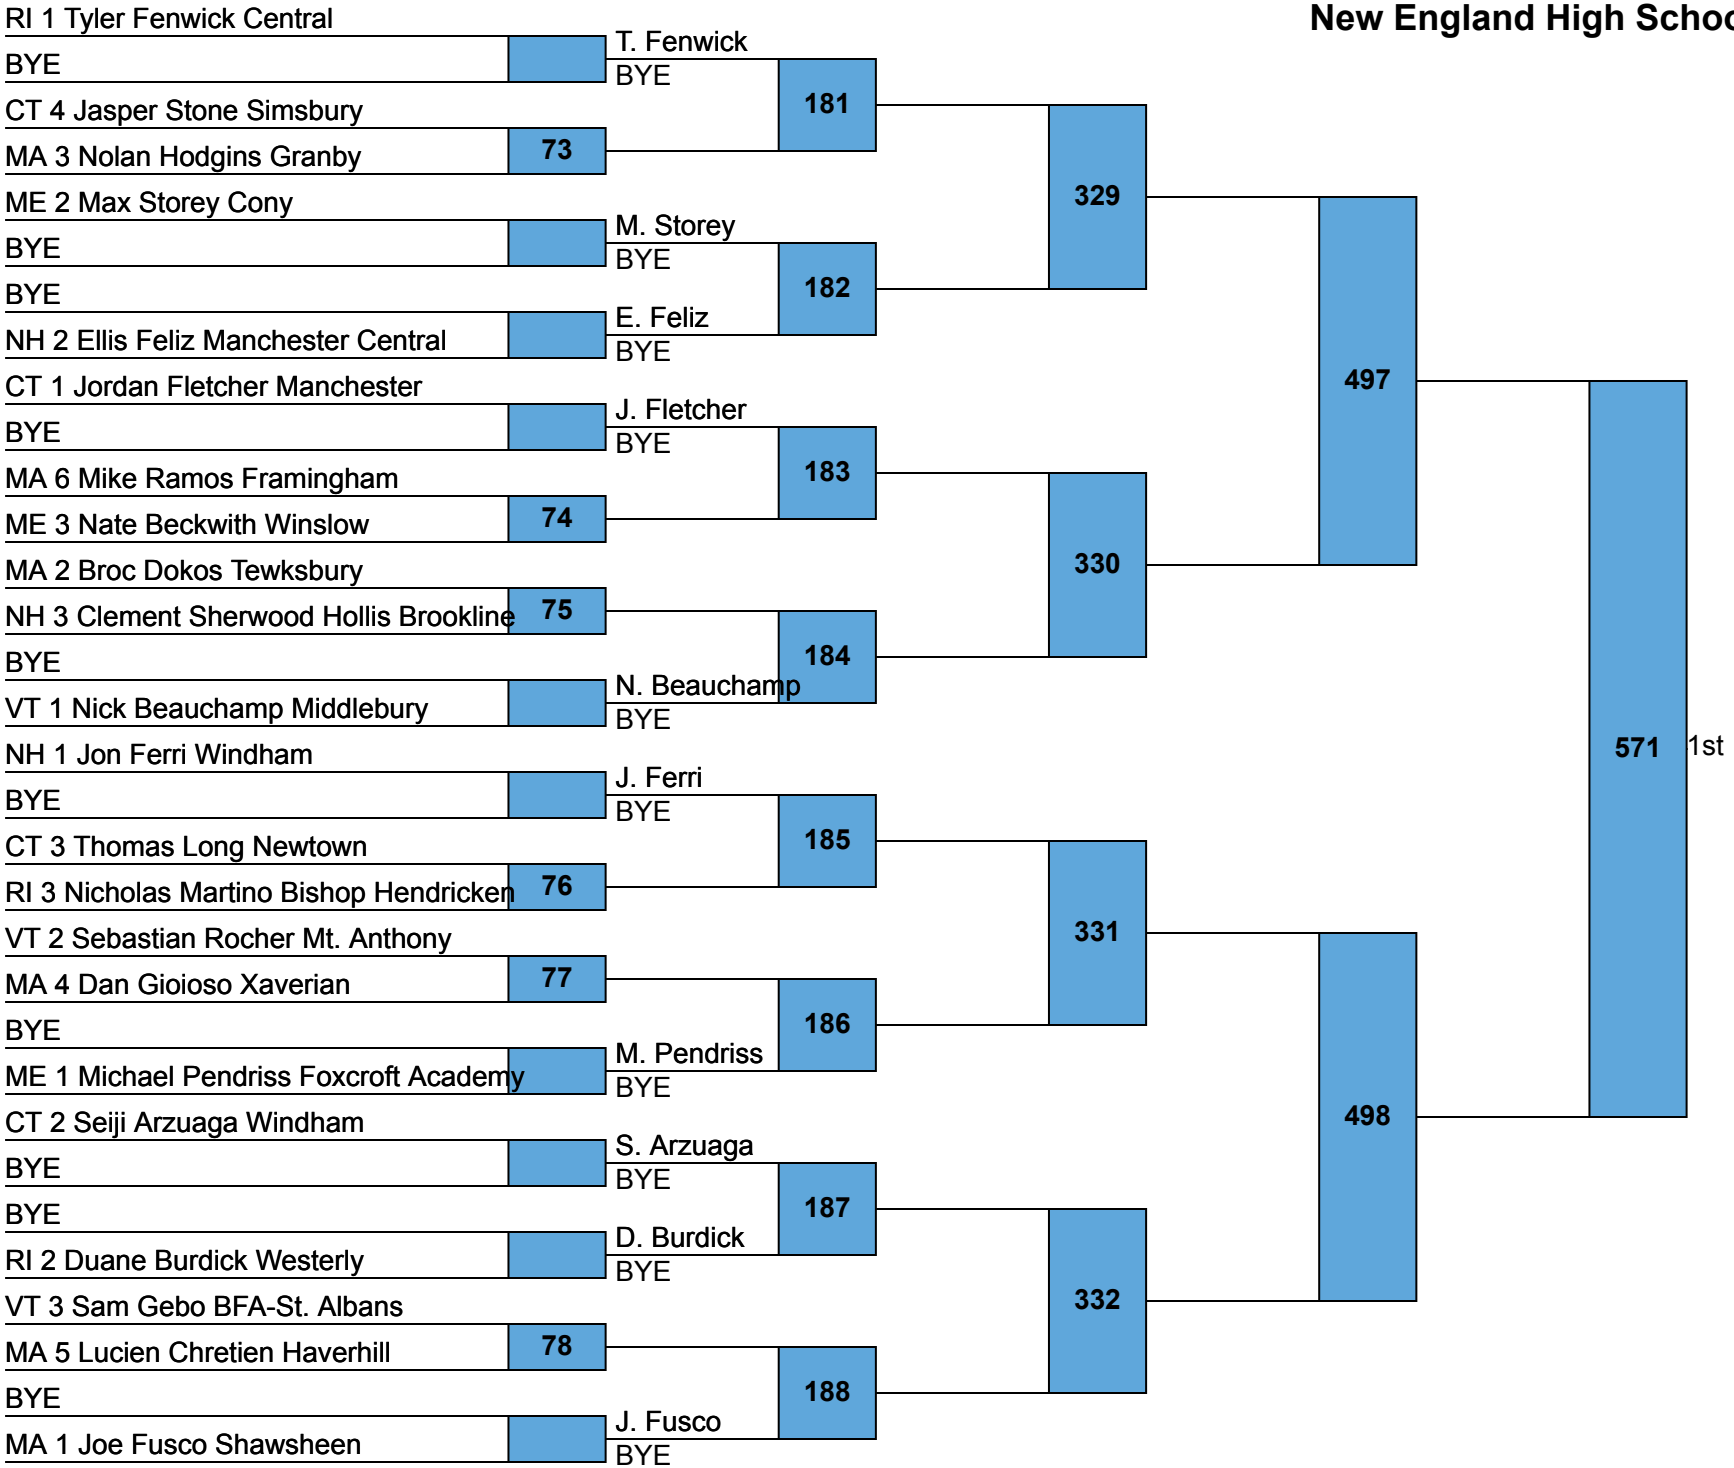 New England High Schoo
RI 1 Tyler Fenwick Central
BYE
CT 4 Jasper Stone Simsbury
MA 3 Nolan Hodgins Granby
ME 2 Max Storey Cony
BYE
BYE
NH 2 Ellis Feliz Manchester Central
CT 1 Jordan Fletcher Manchester
BYE
MA 6 Mike Ramos Framingham
ME 3 Nate Beckwith Winslow
MA 2 Broc Dokos Tewksbury
NH 3 Clement Sherwood Hollis Brookline
BYE
VT 1 Nick Beauchamp Middlebury
NH 1 Jon Ferri Windham
BYE
CT 3 Thomas Long Newtown
RI 3 Nicholas Martino Bishop Hendricken
VT 2 Sebastian Rocher Mt. Anthony
MA 4 Dan Gioioso Xaverian
BYE
ME 1 Michael Pendriss Foxcroft Academy
CT 2 Seiji Arzuaga Windham
BYE
BYE
RI 2 Duane Burdick Westerly
VT 3 Sam Gebo BFA-St. Albans
MA 5 Lucien Chretien Haverhill
BYE
MA 1 Joe Fusco Shawsheen
73
74
75
76
77
78
T. Fenwick
BYE
M. Storey
BYE
E. Feliz
BYE
J. Fletcher
BYE
N. Beauchamp
BYE
J. Ferri
BYE
M. Pendriss
BYE
S. Arzuaga
BYE
D. Burdick
BYE
J. Fusco
BYE
181
182
183
184
185
186
187
188
329
330
331
332
497
498
571
1st